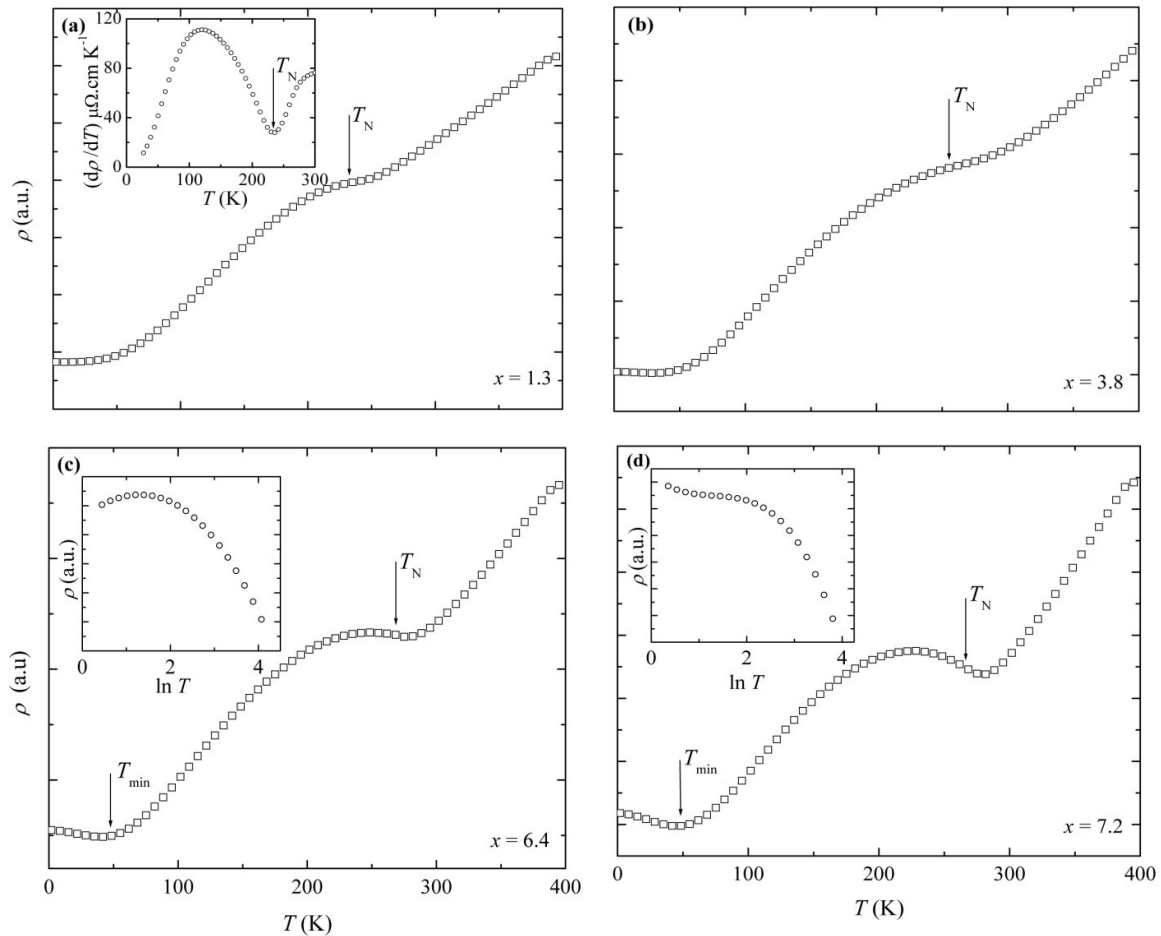 (a)
120
80
40
0
(dρ/dT) μΩ.cm K⁻¹
0 100 200 300
T (K)
T_N
T_N
ρ (a.u.)
x = 1.3
(b)
T_N
x = 3.8
(c)
ρ (a.u.)
0 2 4
ln T
T_N
T_min
ρ (a.u)
x = 6.4
0 100 200 300 400
T (K)
(d)
ρ (a.u.)
0 2 4
ln T
T_N
T_min
x = 7.2
0 100 200 300 400
T (K)